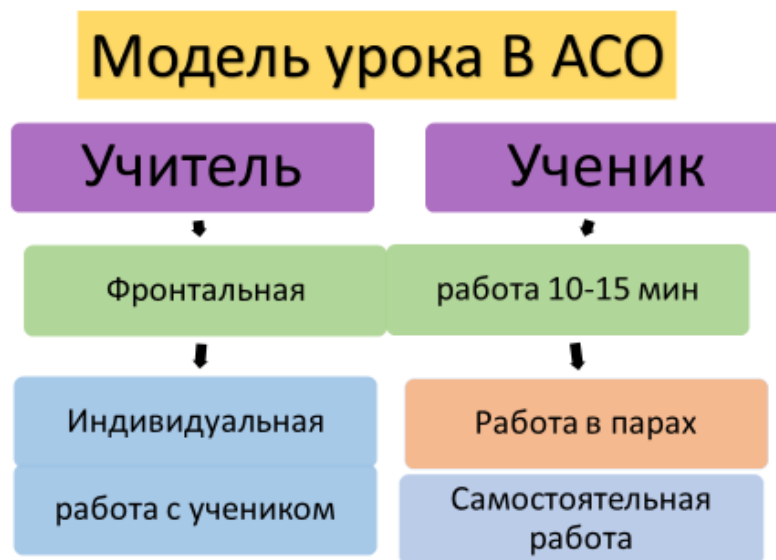 Модель урока В АСО
Учитель
Ученик
Фронтальная
работа 10-15 мин
Индивидуальная
работа с учеником
Работа в парах
Самостоятельная
работа